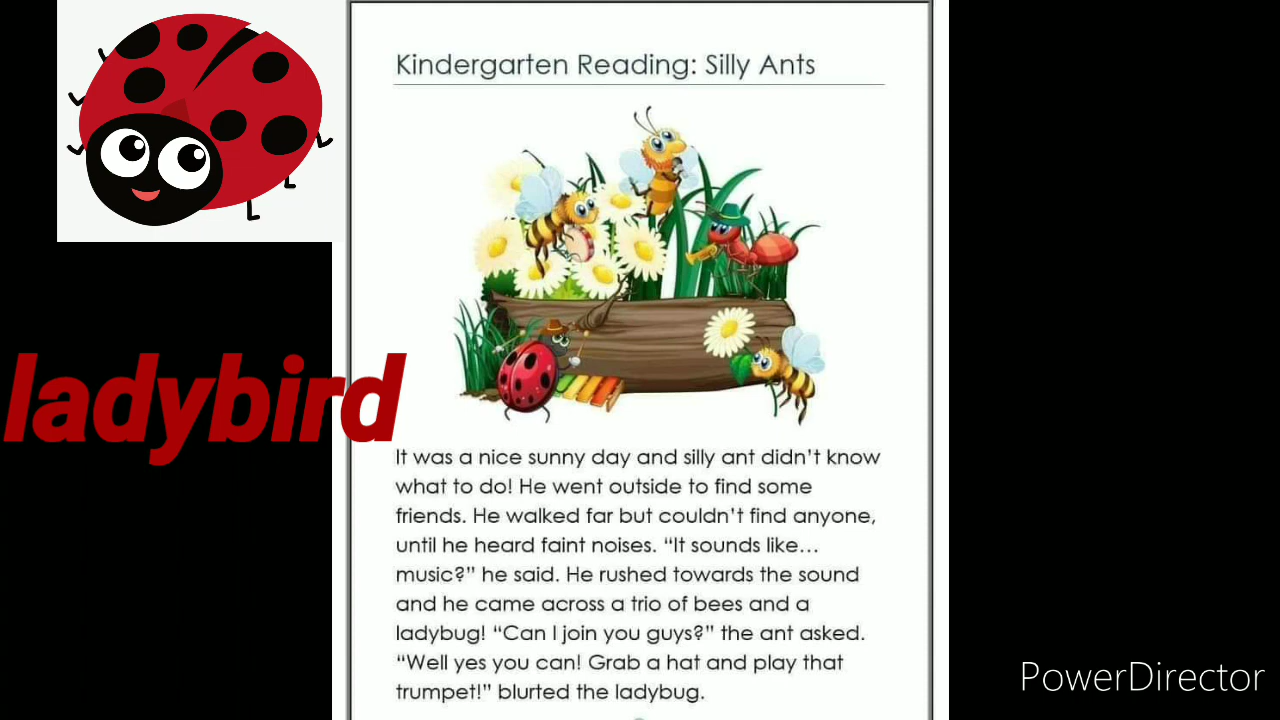 Kindergarten Reading: Silly Ants
ladybird
It was a nice sunny day and silly ant didn't know
what to do! He went outside to find some
friends. He walked far but couldn't find anyone,
until he heard faint noises. “It sounds like...
music?” he said. He rushed towards the sound
and he came across a trio of bees and a
ladybug! “Can I join you guys?” the ant asked.
“Well yes you can! Grab a hat and play that
trumpet!” blurted the ladybug.
PowerDirector